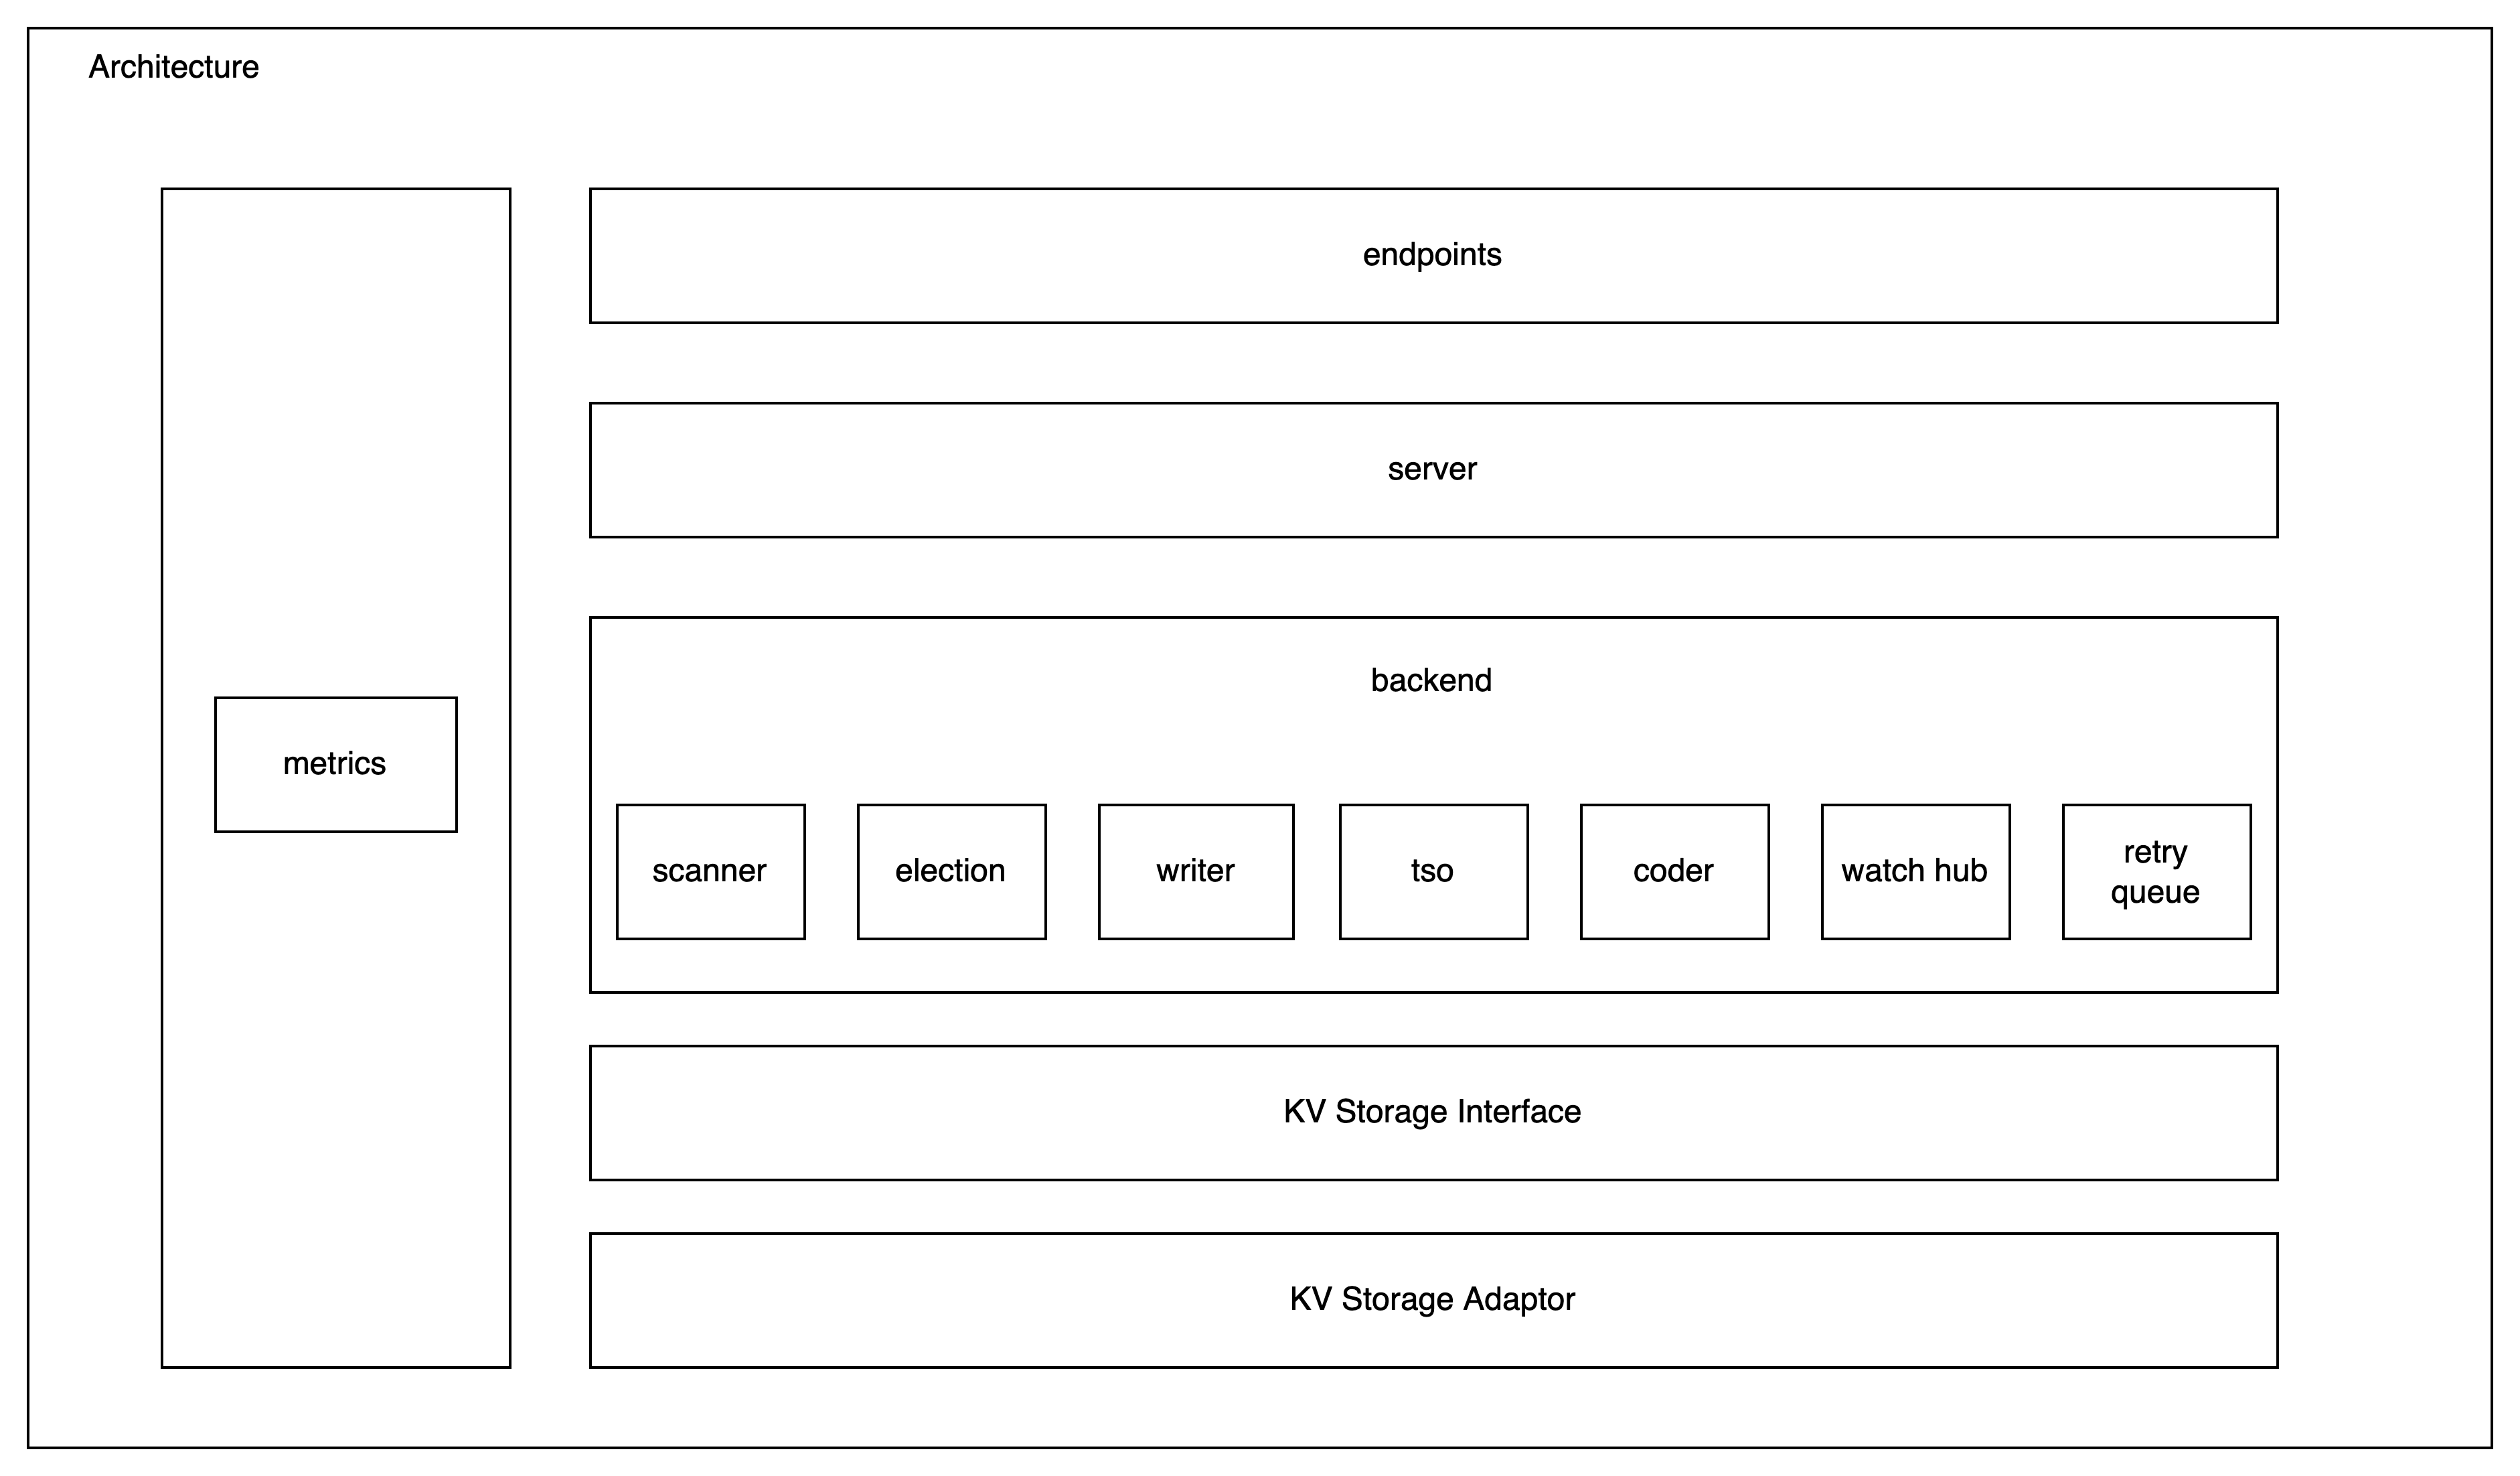 Architecture
endpoints
server
backend
metrics
scanner
election
writer
tso
coder
watch hub
retry
queue
KV Storage Interface
KV Storage Adaptor